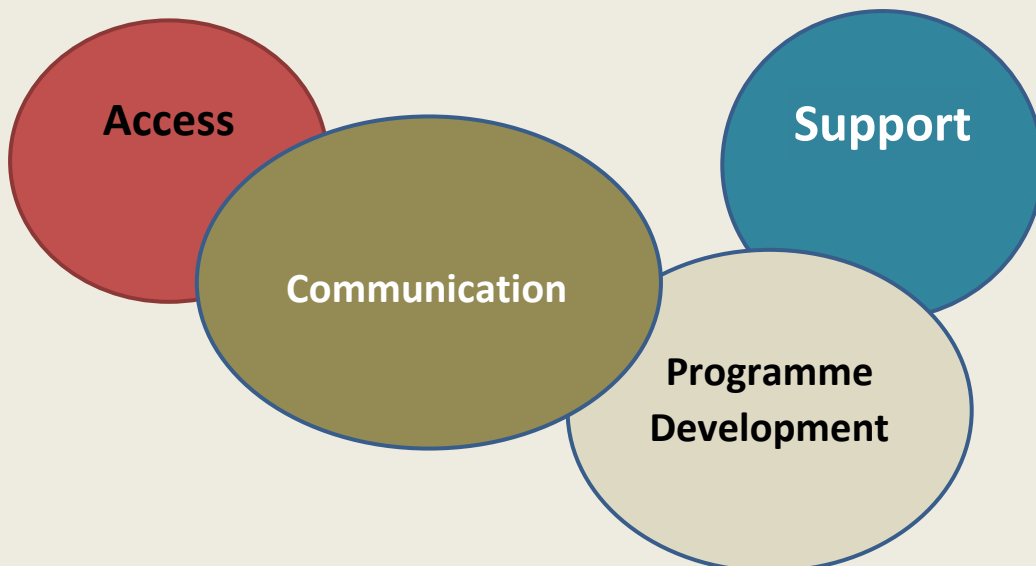 Access
Support
Communication
Programme
Development